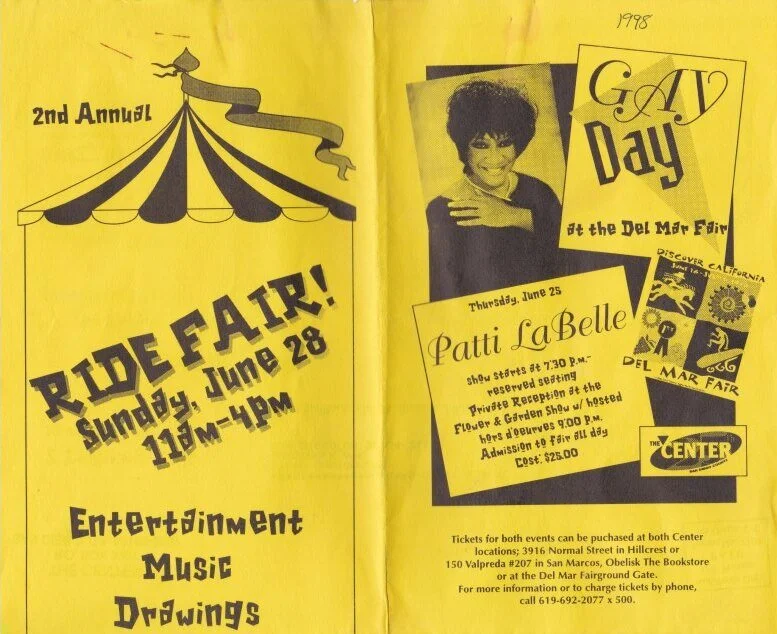 2nd Annual
RIDE FAIR!
Sunday, June 28
11am-4pm
Entertainment
Music
Drawings
1998
GAY
Day
at the Del Mar Fair
DISCOVER CALIFORNIA
DEL MAR FAIR
Thursday, June 25
Patti LaBelle
show starts at 7:30 P.M.-
reserved seating
Private Reception at the
Flower & Garden Show w/ hosted
hors d'oeurves 9:00 P.M.
Admission to Fair all day
Cost: $25.00
THE CENTER
Tickets for both events can be puchased at both Center
locations; 3916 Normal Street in Hillcrest or
150 Valpreda #207 in San Marcos, Obelisk The Bookstore
or at the Del Mar Fairground Gate.
For more information or to charge tickets by phone,
call 619-692-2077 x 500.